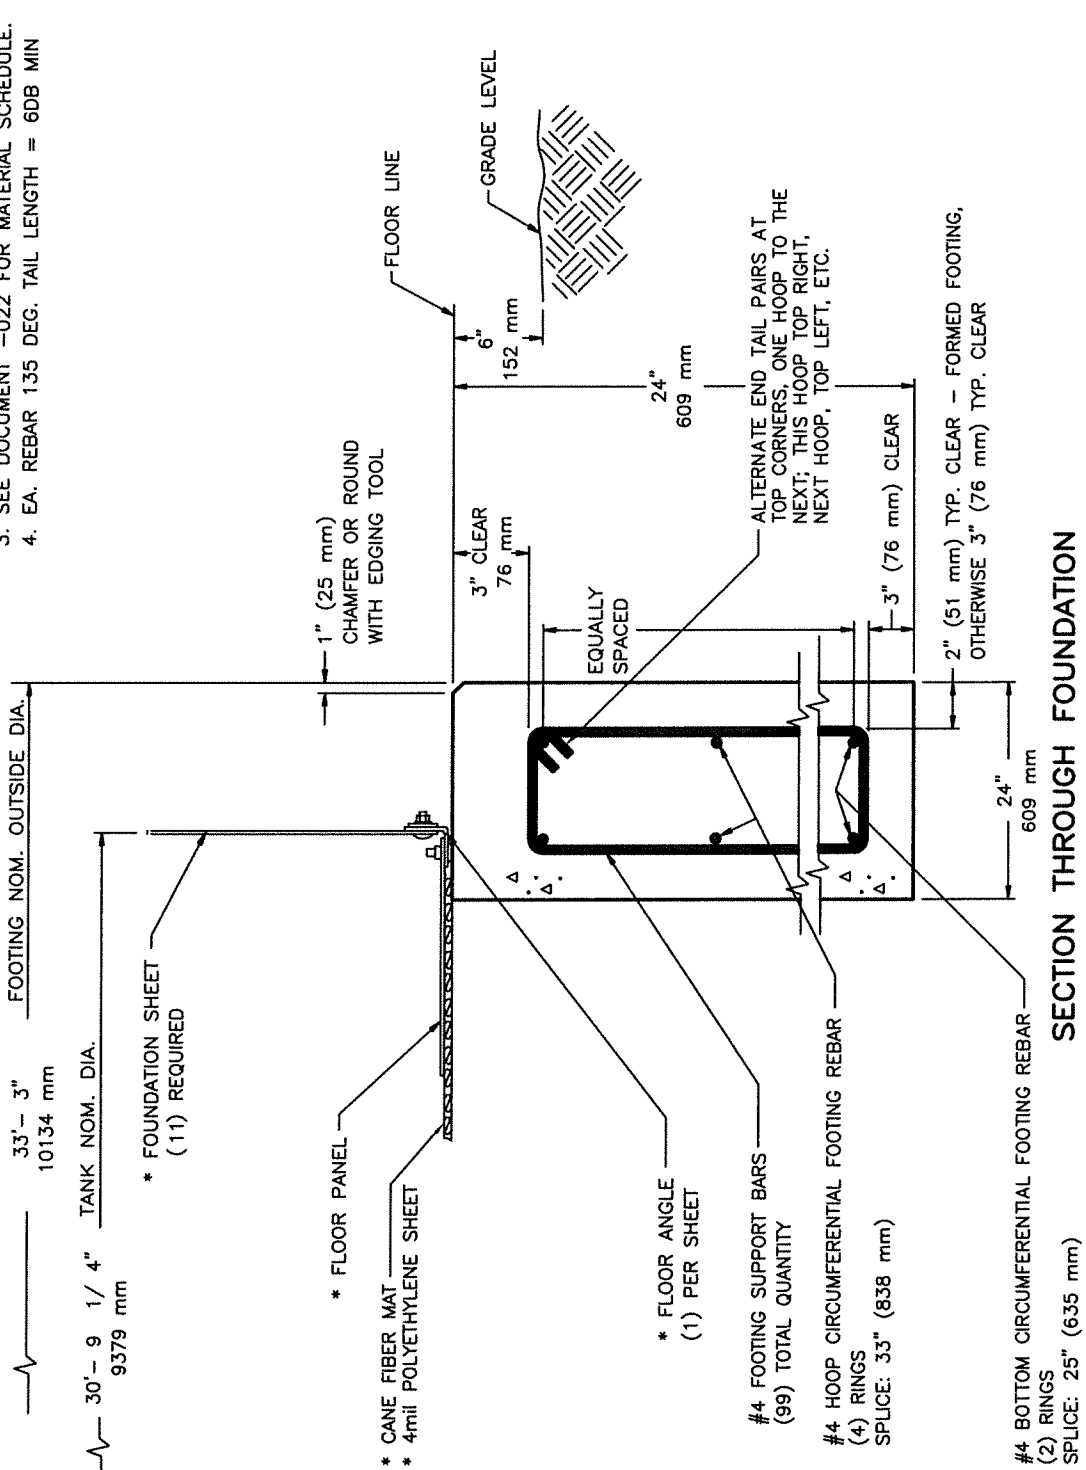 3. SEE DOCUMENT -022 FOR MATERIAL SCHEDULE.
4. EA. REBAR 135 DEG. TAIL LENGTH = 6DB MIN
33'- 3"
10134 mm
FOOTING NOM. OUTSIDE DIA.
30'- 9 1/ 4"
9379 mm
TANK NOM. DIA.
* FOUNDATION SHEET
(11) REQUIRED
1" (25 mm)
CHAMFER OR ROUND
WITH EDGING TOOL
FLOOR LINE
GRADE LEVEL
6"
152 mm
* FLOOR PANEL
* CANE FIBER MAT
* 4mil POLYETHYLENE SHEET
3" CLEAR
76 mm
24"
609 mm
EQUALLY
SPACED
ALTERNATE END TAIL PAIRS AT
TOP CORNERS, ONE HOOP TO THE
NEXT; THIS HOOP TOP RIGHT,
NEXT HOOP, TOP LEFT, ETC.
* FLOOR ANGLE
(1) PER SHEET
#4 FOOTING SUPPORT BARS
(99) TOTAL QUANTITY
#4 HOOP CIRCUMFERENTIAL FOOTING REBAR
(4) RINGS
SPLICE: 33" (838 mm)
3" (76 mm) CLEAR
2" (51 mm) TYP. CLEAR - FORMED FOOTING,
OTHERWISE 3" (76 mm) TYP. CLEAR
24"
609 mm
#4 BOTTOM CIRCUMFERENTIAL FOOTING REBAR
(2) RINGS
SPLICE: 25" (635 mm)
SECTION THROUGH FOUNDATION